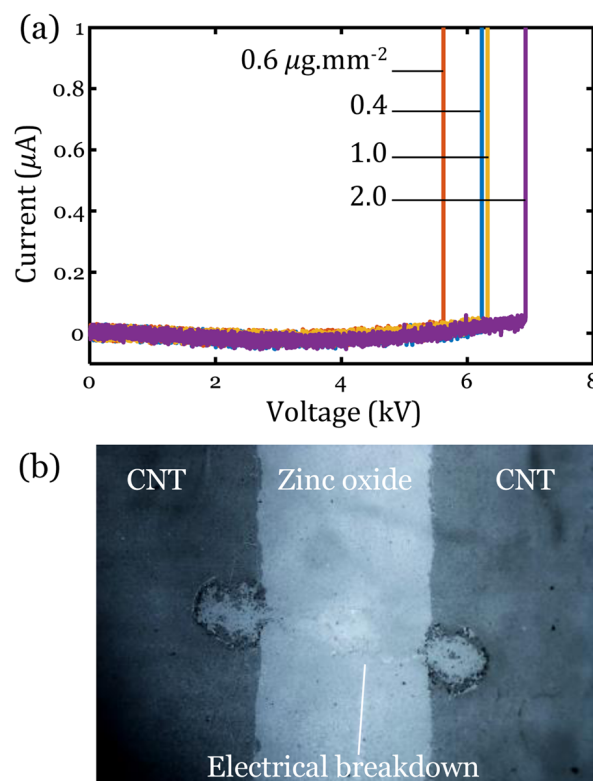 (a)
1
0.8
0.6
0.4
0.2
0
Current (μA)
0.6 μg.mm⁻²
0.4
1.0
2.0
0 2 4 6 8
Voltage (kV)
(b)
CNT Zinc oxide CNT
Electrical breakdown